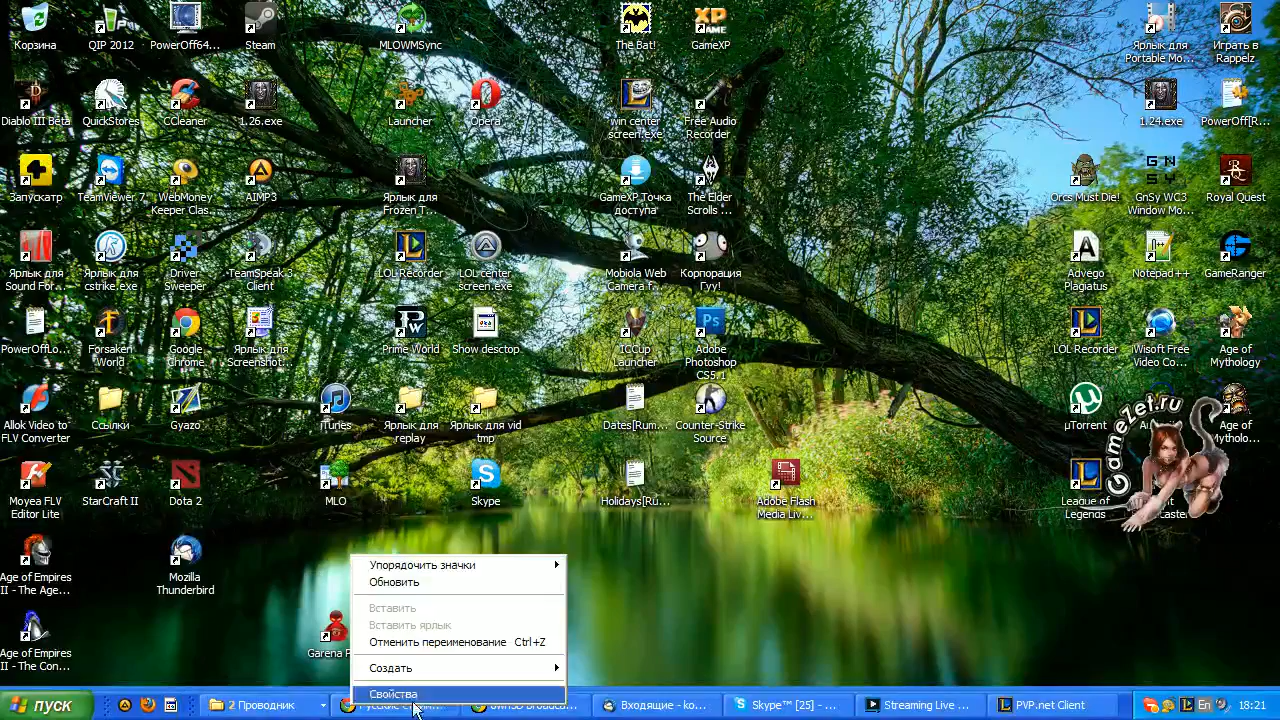 Корзина
QIP 2012
PowerOff64...
Steam
MLOWMSync
The Bat!
GameXP
Ярлык для
Portable Mo...
Играть в
Rappelz
Diablo III Beta
QuickStores
CCleaner
1.26.exe
Launcher
Opera
win center
screen.exe
Free Audio
Recorder
1.24.exe
PowerOff[R...
Запускатр
TeamViewer 7
WebMoney
Keeper Clas...
AIMP3
Ярлык для
Frozen T...
GameXP Точка
доступа
The Elder
Scrolls ...
Orcs Must Die!
GnSy WC3
Window Mo...
Royal Quest
Ярлык для
Sound For...
Ярлык для
cstrike.exe
Driver
Sweeper
TeamSpeak 3
Client
LOL Recorder
LOL center
screen.exe
Mobiola Web
Camera f...
Корпорация
Гуу!
Advego
Plagiatus
Notepad++
GameRanger
PowerOffLo...
Forsaken
World
Google
Chrome
Ярлык для
Screenshot...
Prime World
Show desctop
ICCup
Launcher
Adobe
Photoshop
CS5.1
LOL Recorder
iWisoft Free
Video Co...
Age of
Mythology
Allok Video to
FLV Converter
Ссылки
Gyazo
iTunes
Ярлык для
replay
Ярлык для vid
tmp
Dates[Rum...
Counter-Strike
Source
µTorrent
Age of
Mytholo...
GameZet.ru
Moyea FLV
Editor Lite
StarCraft II
Dota 2
MLO
Skype
Holidays[Ru...
Adobe Flash
Media Liv...
League of
Legends
Age of Empires
II - The Age...
Mozilla
Thunderbird
Age of Empires
II - The Con...
Garena
Упорядочить значки
Обновить
Вставить
Вставить ярлык
Отменить переименование Ctrl+Z
Создать
Свойства
пуск
2 Проводник
Входящие - ko...
Skype™ [25] - ...
Streaming Live ...
PVP.net Client
En
18:21